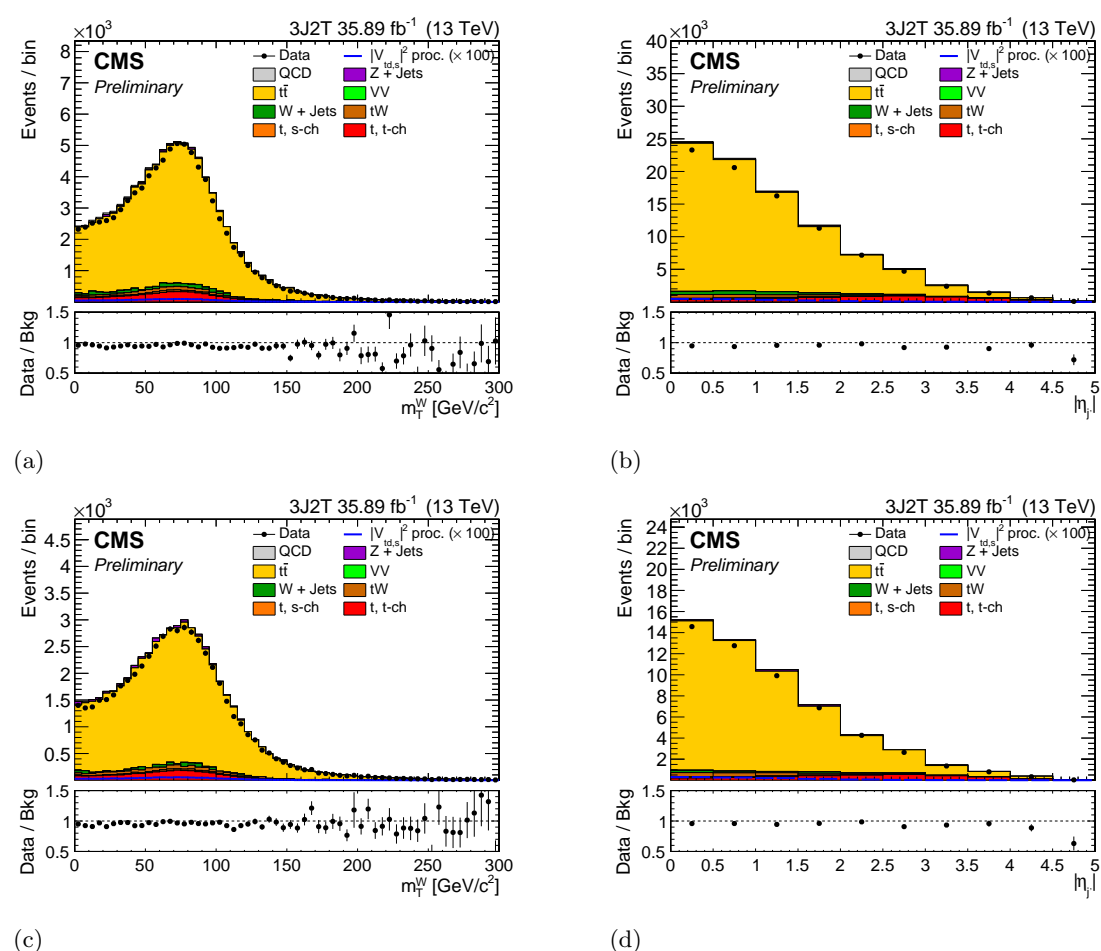 ×10³ 3J2T 35.89 fb⁻¹ (13 TeV)
CMS
Preliminary
Data |V_td,s|² proc. (× 100)
QCD Z + Jets
tt̄ VV
W + Jets tW
t, s-ch t, t-ch
Events / bin
8
7
6
5
4
3
2
1
Data / Bkg
1.5
1
0.5
0 50 100 150 200 250 300
m_T^W [GeV/c²]
(a)
×10³ 3J2T 35.89 fb⁻¹ (13 TeV)
CMS
Preliminary
Data |V_td,s|² proc. (× 100)
QCD Z + Jets
tt̄ VV
W + Jets tW
t, s-ch t, t-ch
Events / bin
40
35
30
25
20
15
10
5
Data / Bkg
1.5
1
0.5
0 0.5 1 1.5 2 2.5 3 3.5 4 4.5 5
|η_j'|
(b)
×10³ 3J2T 35.89 fb⁻¹ (13 TeV)
CMS
Preliminary
Data |V_td,s|² proc. (× 100)
QCD Z + Jets
tt̄ VV
W + Jets tW
t, s-ch t, t-ch
Events / bin
4.5
4
3.5
3
2.5
2
1.5
1
0.5
Data / Bkg
1.5
1
0.5
0 50 100 150 200 250 300
m_T^W [GeV/c²]
(c)
×10³ 3J2T 35.89 fb⁻¹ (13 TeV)
CMS
Preliminary
Data |V_td,s|² proc. (× 100)
QCD Z + Jets
tt̄ VV
W + Jets tW
t, s-ch t, t-ch
Events / bin
24
22
20
18
16
14
12
10
8
6
4
2
Data / Bkg
1.5
1
0.5
0 0.5 1 1.5 2 2.5 3 3.5 4 4.5 5
|η_j'|
(d)